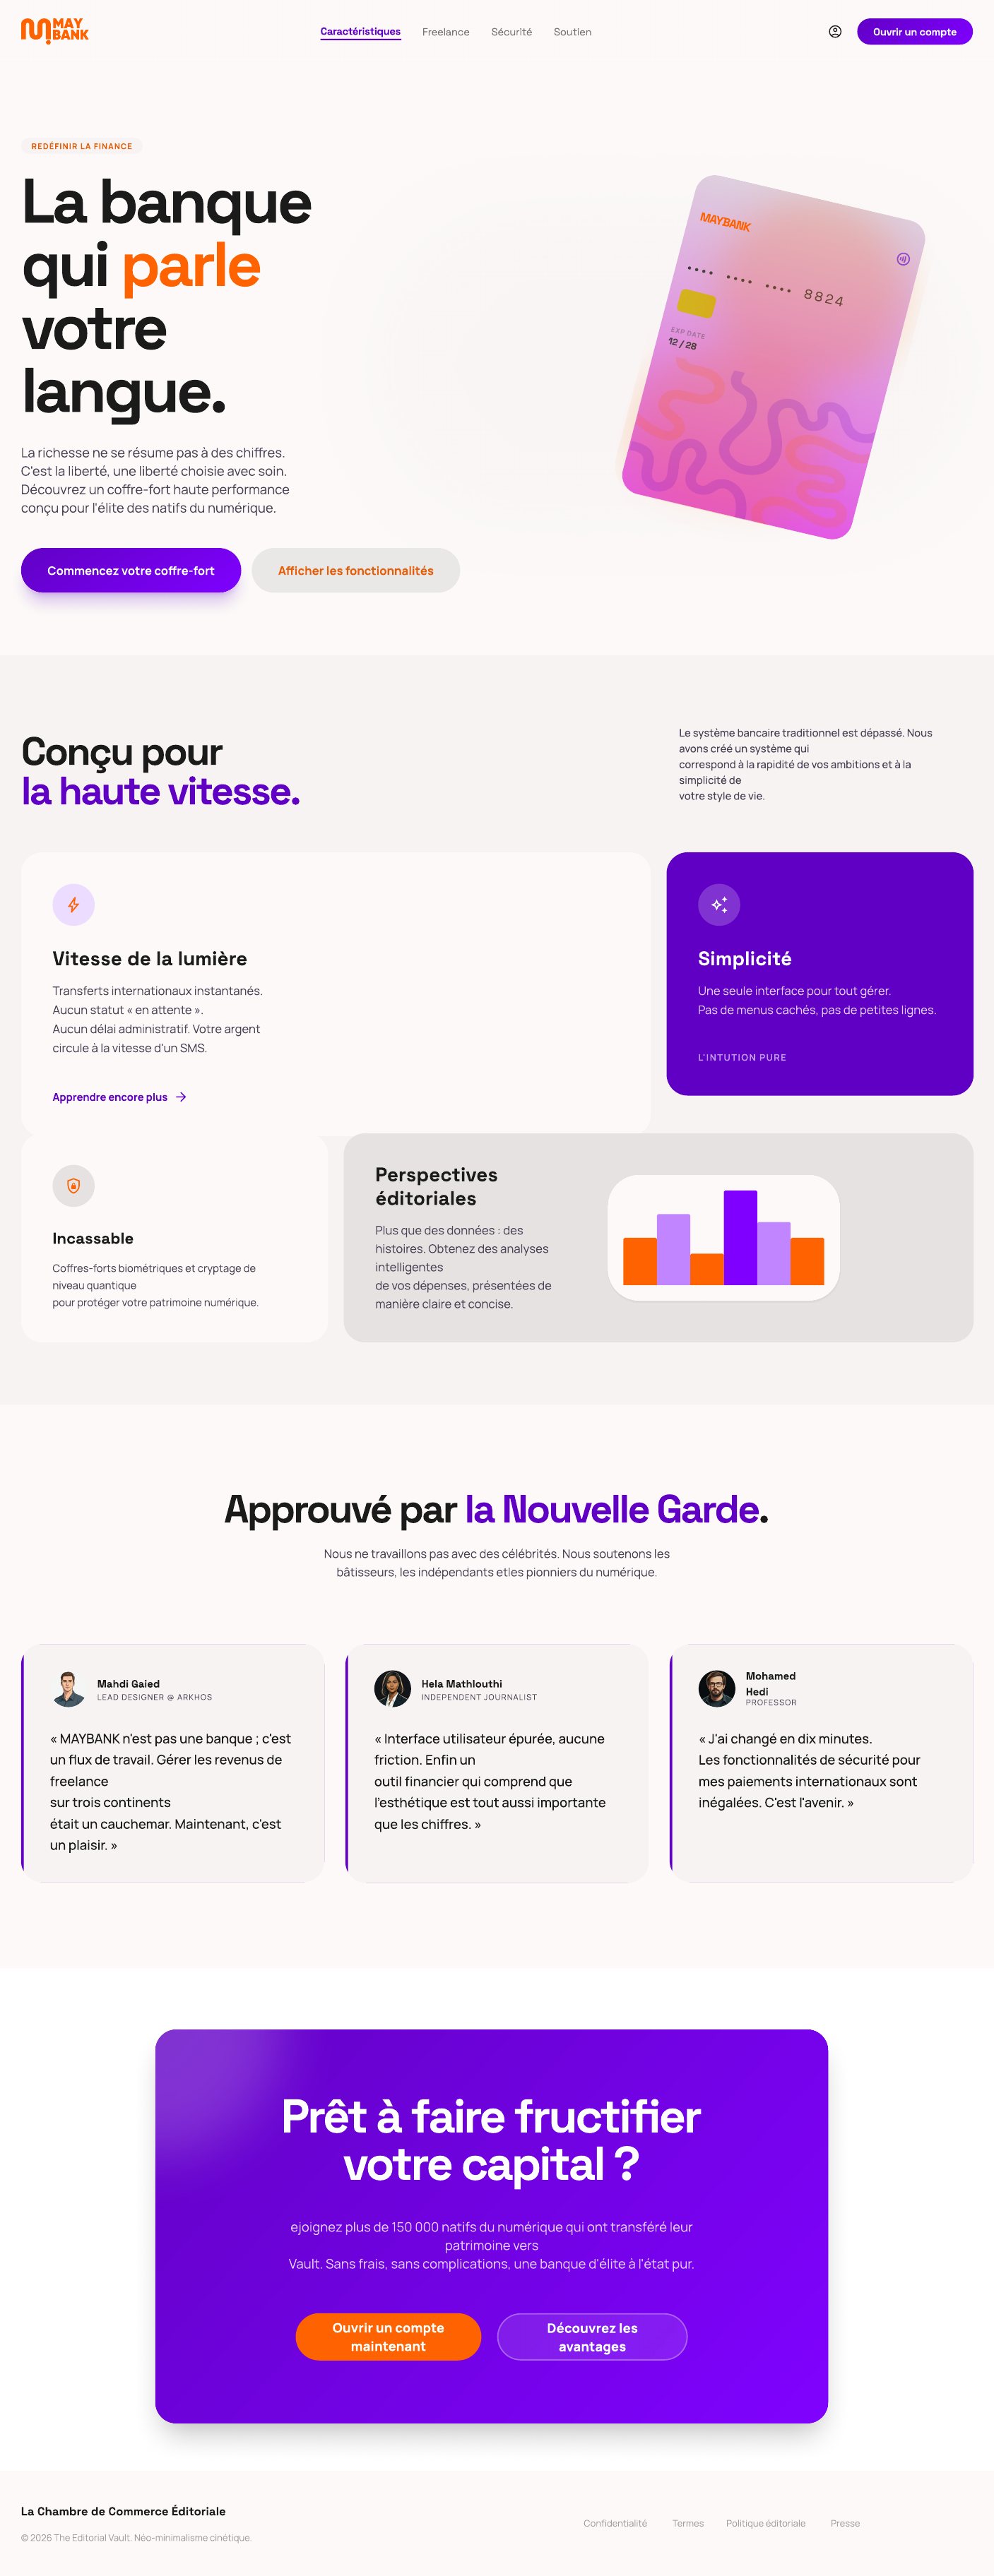 MAY
BANK
Caractéristiques
Freelance
Sécurité
Soutien
Ouvrir un compte
REDÉFINIR LA FINANCE
La banque
qui parle
votre
langue.
La richesse ne se résume pas à des chiffres.
C'est la liberté, une liberté choisie avec soin.
Découvrez un coffre-fort haute performance
conçu pour l'élite des natifs du numérique.
Commencez votre coffre-fort
Afficher les fonctionnalités
MAYBANK
•••• •••• •••• 8824
EXP DATE
12 / 28
Conçu pour
la haute vitesse.
Le système bancaire traditionnel est dépassé. Nous
avons créé un système qui
correspond à la rapidité de vos ambitions et à la
simplicité de
votre style de vie.
Vitesse de la lumière
Transferts internationaux instantanés.
Aucun statut « en attente ».
Aucun délai administratif. Votre argent
circule à la vitesse d'un SMS.
Apprendre encore plus
Simplicité
Une seule interface pour tout gérer.
Pas de menus cachés, pas de petites lignes.
L'INTUTION PURE
Incassable
Coffres-forts biométriques et cryptage de
niveau quantique
pour protéger votre patrimoine numérique.
Perspectives
éditoriales
Plus que des données : des
histoires. Obtenez des analyses
intelligentes
de vos dépenses, présentées de
manière claire et concise.
Approuvé par la Nouvelle Garde.
Nous ne travaillons pas avec des célébrités. Nous soutenons les
bâtisseurs, les indépendants etles pionniers du numérique.
Mahdi Gaied
LEAD DESIGNER @ ARKHOS
« MAYBANK n'est pas une banque ; c'est
un flux de travail. Gérer les revenus de
freelance
sur trois continents
était un cauchemar. Maintenant, c'est
un plaisir. »
Hela Mathlouthi
INDEPENDENT JOURNALIST
« Interface utilisateur épurée, aucune
friction. Enfin un
outil financier qui comprend que
l'esthétique est tout aussi importante
que les chiffres. »
Mohamed
Hedi
PROFESSOR
« J'ai changé en dix minutes.
Les fonctionnalités de sécurité pour
mes paiements internationaux sont
inégalées. C'est l'avenir. »
Prêt à faire fructifier
votre capital ?
ejoignez plus de 150 000 natifs du numérique qui ont transféré leur
patrimoine vers
Vault. Sans frais, sans complications, une banque d'élite à l'état pur.
Ouvrir un compte
maintenant
Découvrez les
avantages
La Chambre de Commerce Éditoriale
© 2026 The Editorial Vault. Néo-minimalisme cinétique.
Confidentialité
Termes
Politique éditoriale
Presse